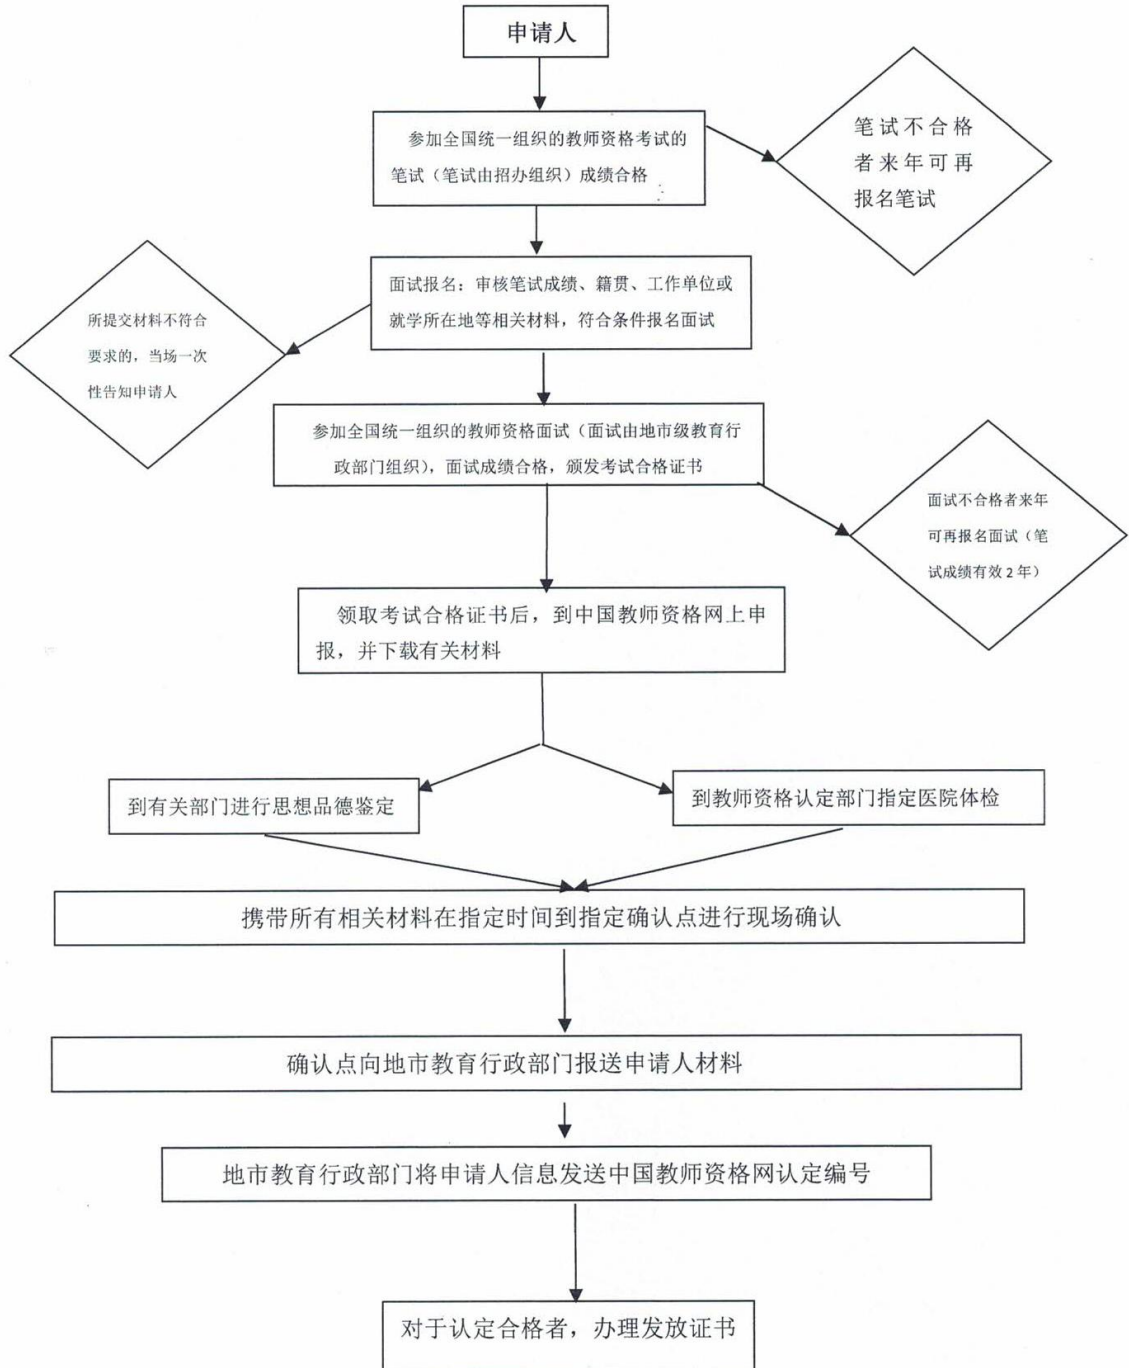 申请人
参加全国统一组织的教师资格考试的
笔试（笔试由招办组织）成绩合格
笔试不合格
者来年可再
报名笔试
面试报名：审核笔试成绩、籍贯、工作单位或
就学所在地等相关材料，符合条件报名面试
所提交材料不符合
要求的，当场一次
性告知申请人
参加全国统一组织的教师资格面试（面试由地市级教育行
政部门组织），面试成绩合格，颁发考试合格证书
面试不合格者来年
可再报名面试（笔
试成绩有效2年）
领取考试合格证书后，到中国教师资格网上申
报，并下载有关材料
到有关部门进行思想品德鉴定
到教师资格认定部门指定医院体检
携带所有相关材料在指定时间到指定确认点进行现场确认
确认点向地市教育行政部门报送申请人材料
地市教育行政部门将申请人信息发送中国教师资格网认定编号
对于认定合格者，办理发放证书